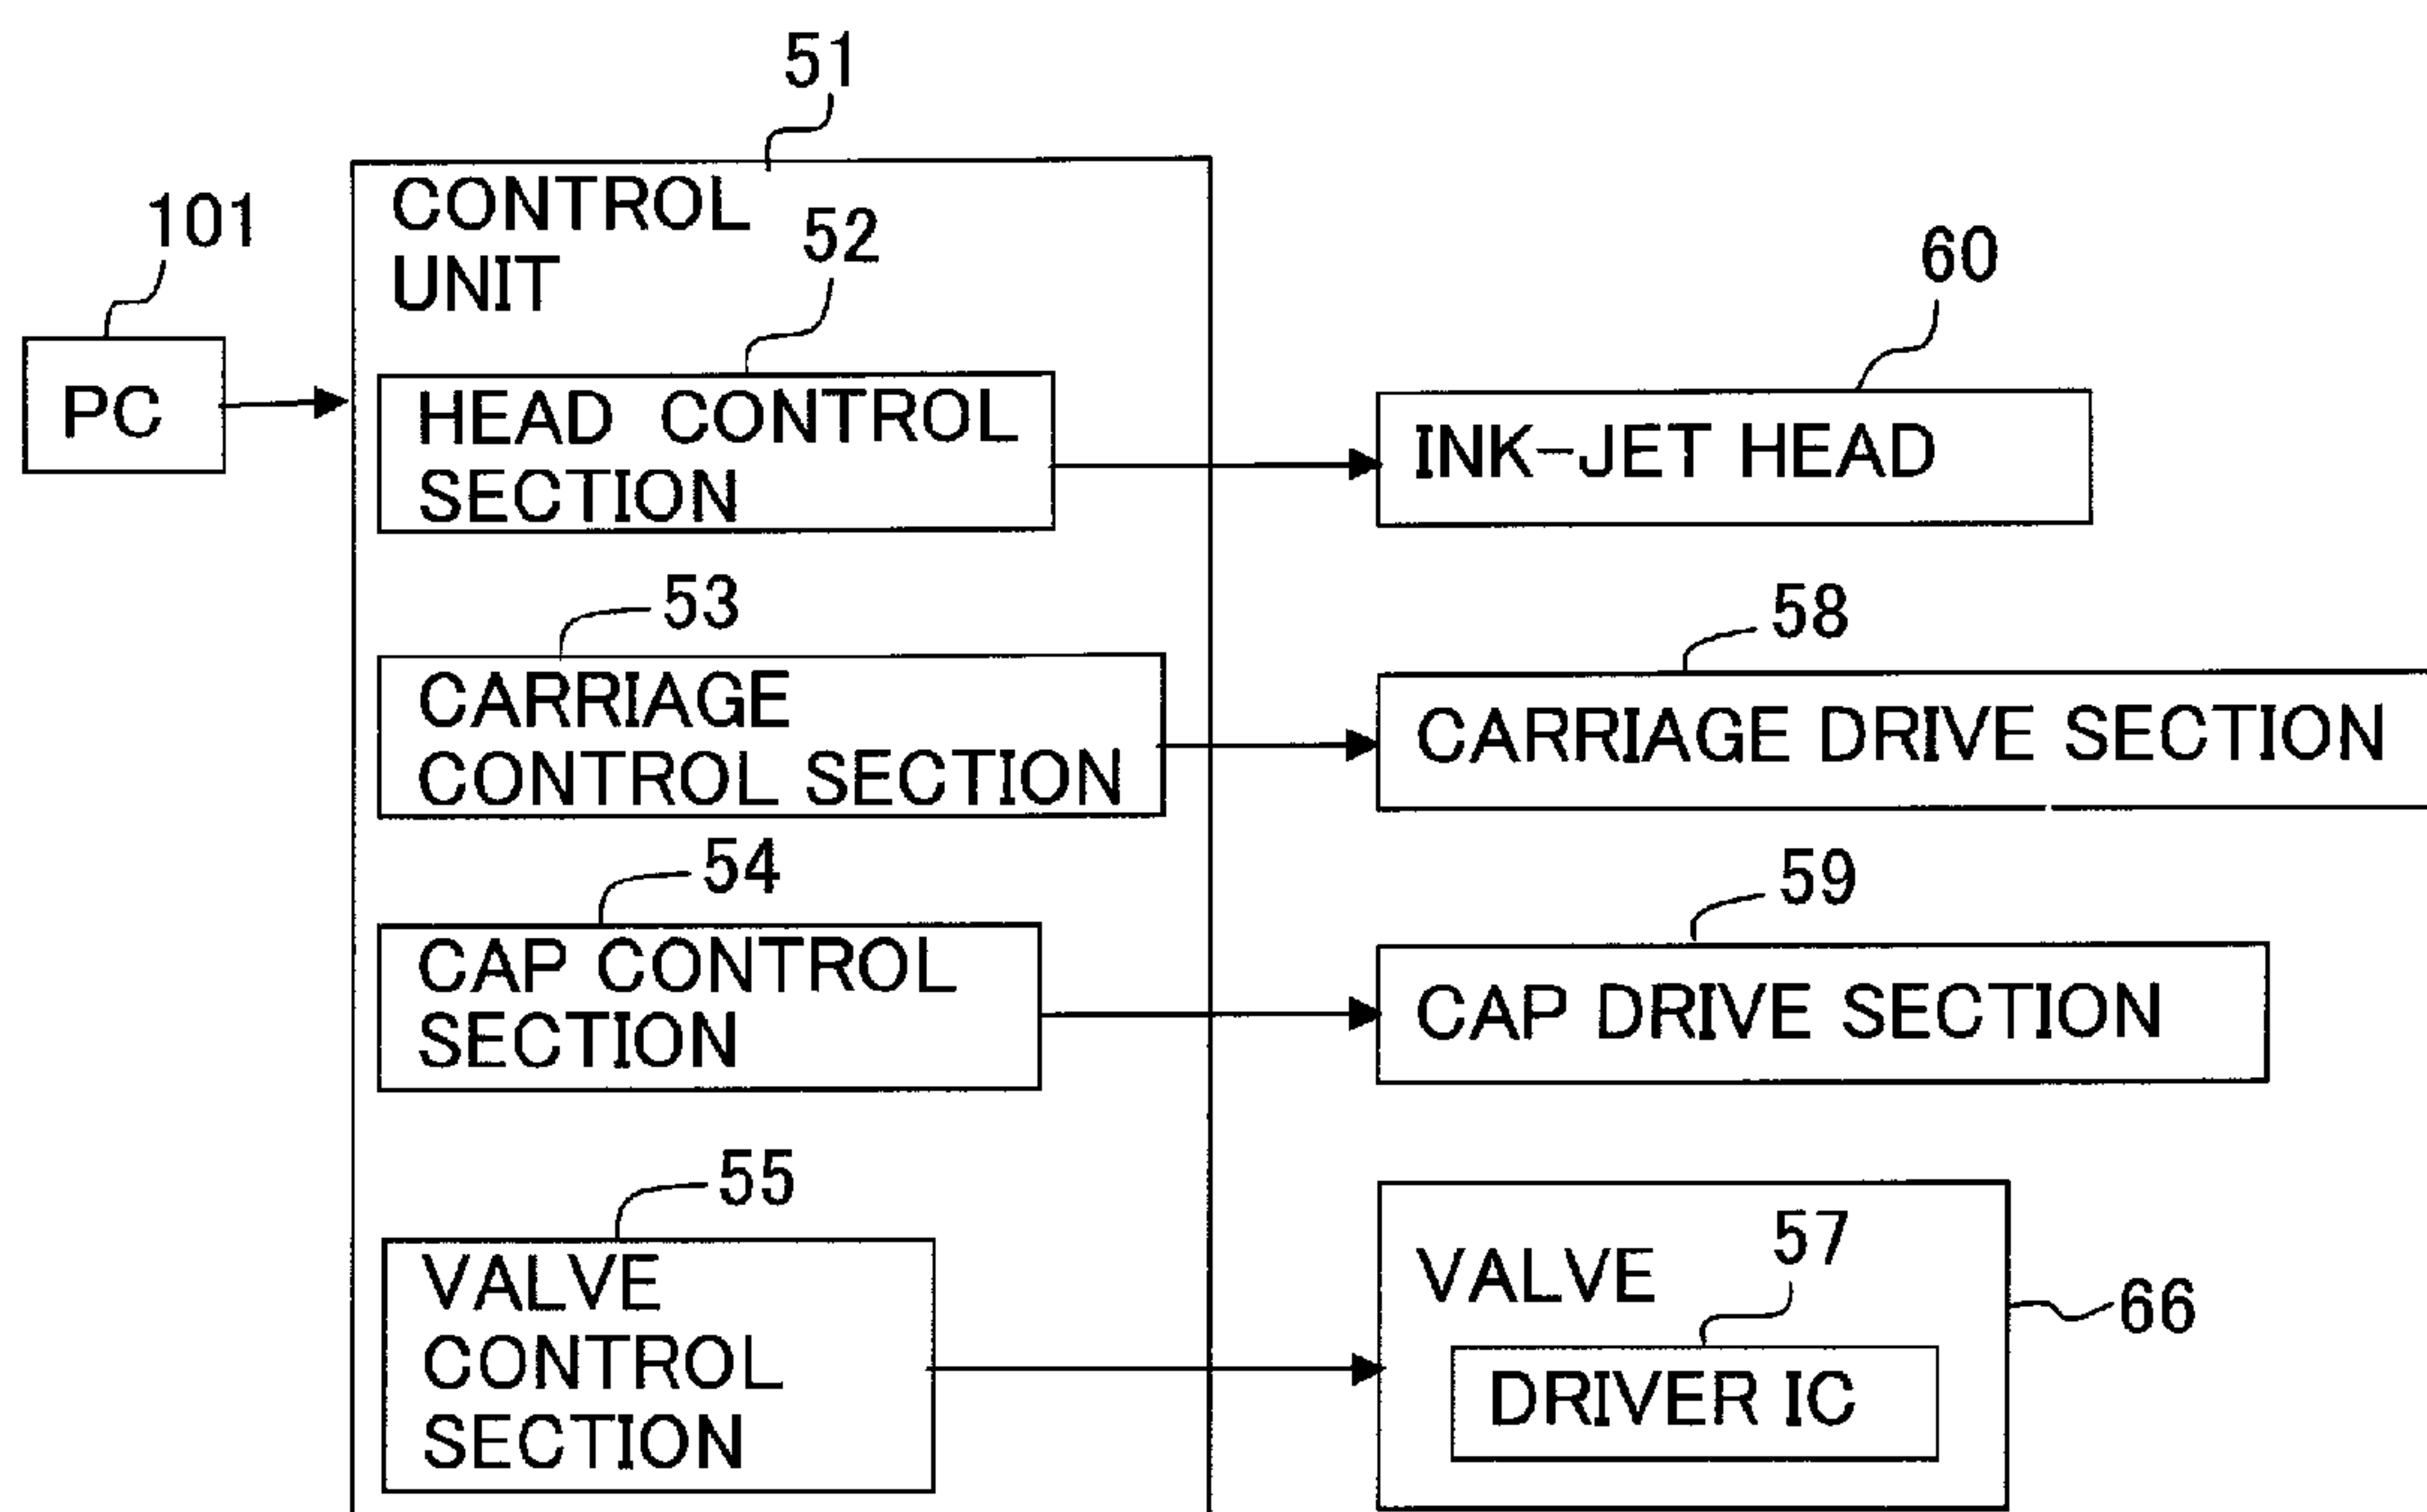 51
101
CONTROL
UNIT
52
60
PC
HEAD CONTROL
SECTION
INK-JET HEAD
53
58
CARRIAGE
CONTROL SECTION
CARRIAGE DRIVE SECTION
54
59
CAP CONTROL
SECTION
CAP DRIVE SECTION
55
57
VALVE
CONTROL
SECTION
VALVE
66
DRIVER IC